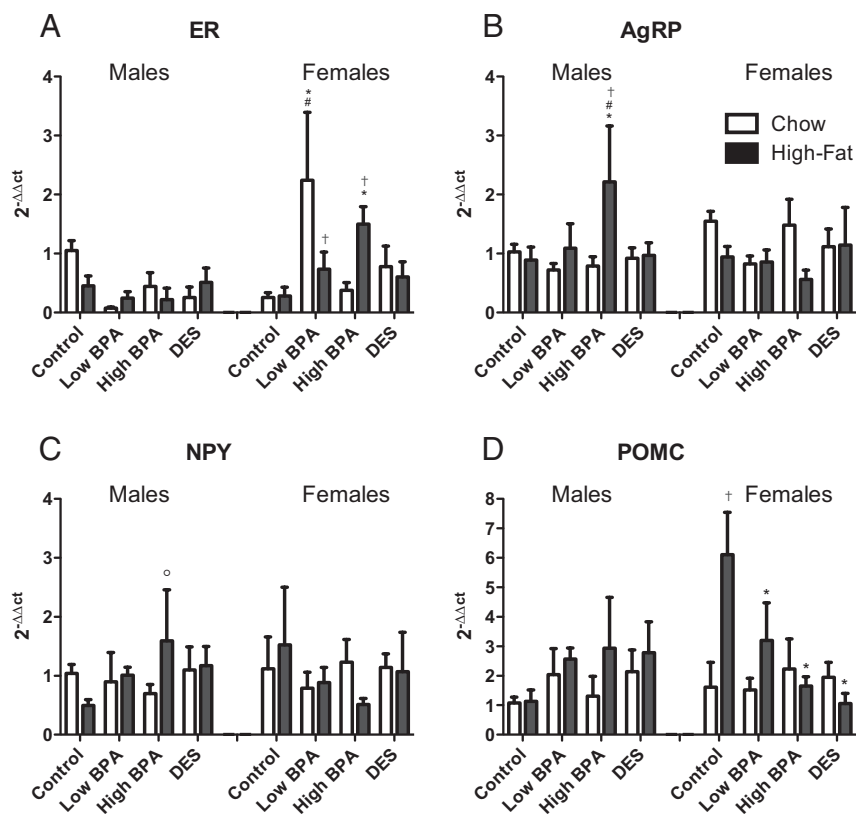 A ER
Males Females
2-ΔΔct
4
3
2
1
0
*
#
†
†
*
Control Low BPA High BPA DES Control Low BPA High BPA DES
B AgRP
Males Females
Chow
High-Fat
2-ΔΔct
4
3
2
1
0
†
#
*
Control Low BPA High BPA DES Control Low BPA High BPA DES
C NPY
Males Females
2-ΔΔct
4
3
2
1
0
°
Control Low BPA High BPA DES Control Low BPA High BPA DES
D POMC
Males Females
2-ΔΔct
8
7
6
5
4
3
2
1
0
†
*
*
*
Control Low BPA High BPA DES Control Low BPA High BPA DES